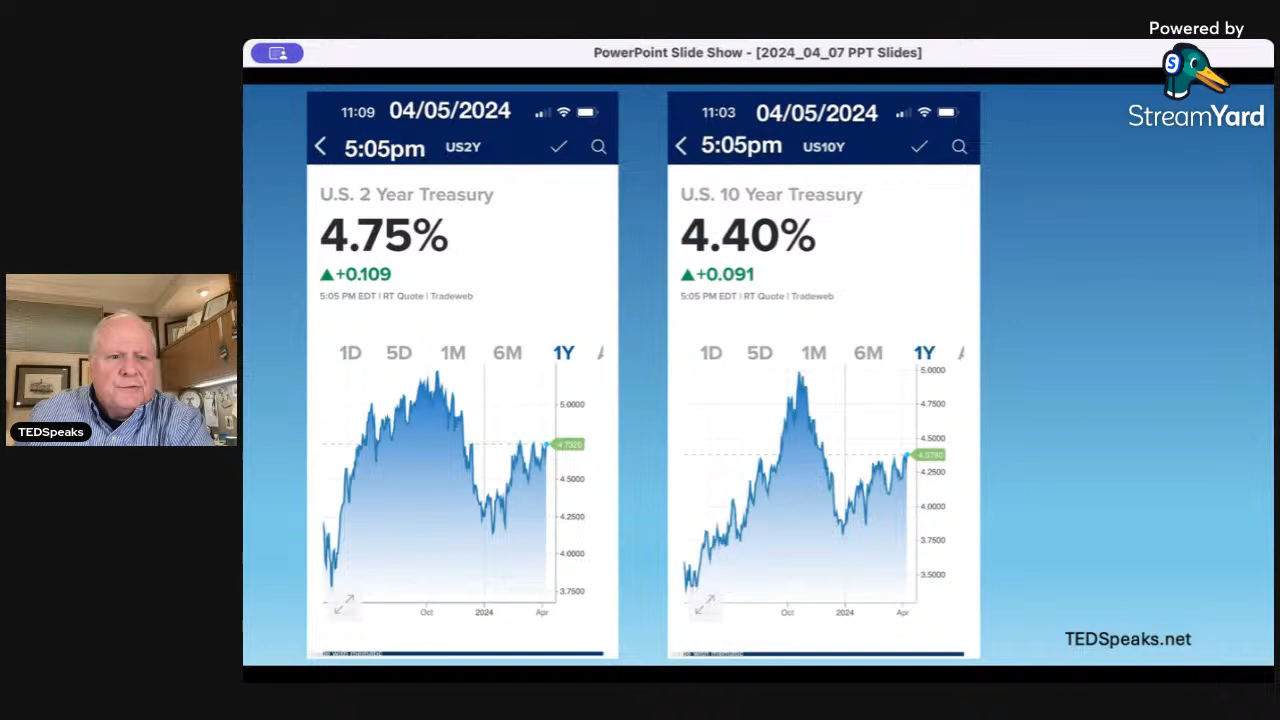 Powered by
StreamYard
PowerPoint Slide Show - [2024_04_07 PPT Slides]
11:09 04/05/2024
5:05pm US2Y
U.S. 2 Year Treasury
4.75%
▲+0.109
5:05 PM EDT | RT Quote | Tradeweb
1D 5D 1M 6M 1Y
5.0000
4.7320
4.5000
4.2500
4.0000
3.7500
Oct 2024 Apr
11:03 04/05/2024
5:05pm US10Y
U.S. 10 Year Treasury
4.40%
▲+0.091
5:05 PM EDT | RT Quote | Tradeweb
1D 5D 1M 6M 1Y
5.0000
4.7500
4.5000
4.2500
4.0000
3.7500
3.5000
Oct 2024 Apr
TEDSpeaks
TEDSpeaks.net